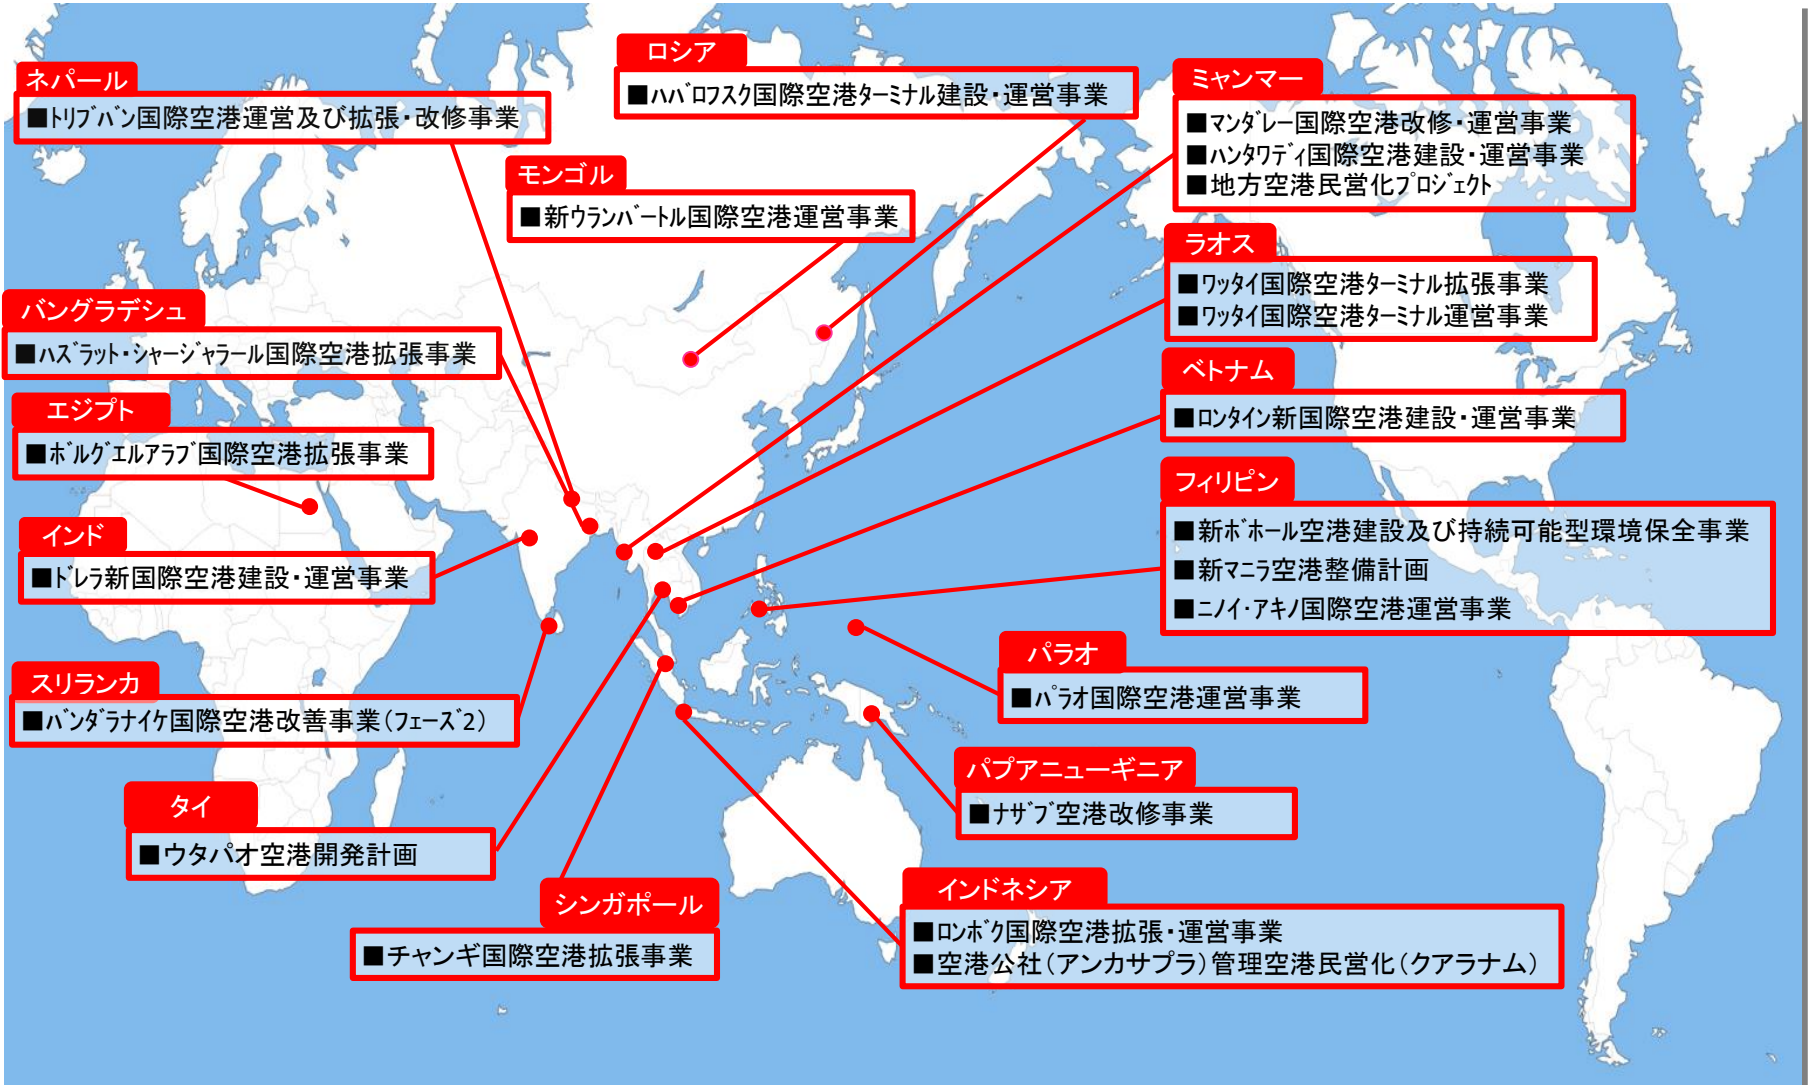 ネパール
■ﾄﾘﾌﾞﾊﾞﾝ国際空港運営及び拡張・改修事業
ロシア
■ﾊﾊﾞﾛﾌｽｸ国際空港ﾀｰﾐﾅﾙ建設・運営事業
ミャンマー
■ﾏﾝﾀﾞﾚｰ国際空港改修・運営事業
■ﾊﾝﾀﾜﾃﾞｨ国際空港建設・運営事業
■地方空港民営化ﾌﾟﾛｼﾞｪｸﾄ
モンゴル
■新ｳﾗﾝﾊﾞｰﾄﾙ国際空港運営事業
ラオス
■ﾜｯﾀｲ国際空港ﾀｰﾐﾅﾙ拡張事業
■ﾜｯﾀｲ国際空港ﾀｰﾐﾅﾙ運営事業
バングラデシュ
■ﾊｽﾞﾗｯﾄ・ｼｬｰｼﾞｬﾗｰﾙ国際空港拡張事業
ベトナム
■ﾛﾝﾀｲﾝ新国際空港建設・運営事業
エジプト
■ﾎﾞﾙｸﾞｴﾙｱﾗﾌﾞ国際空港拡張事業
フィリピン
■新ﾎﾞﾎｰﾙ空港建設及び持続可能型環境保全事業
■新ﾏﾆﾗ空港整備計画
■ﾆﾉｲ･ｱｷﾉ国際空港運営事業
インド
■ﾄﾞﾚﾗ新国際空港建設・運営事業
パラオ
■ﾊﾟﾗｵ国際空港運営事業
スリランカ
■ﾊﾞﾝﾀﾞﾗﾅｲｹ国際空港改善事業（ﾌｪｰｽﾞ2）
パプアニューギニア
■ﾅｻﾞﾌﾞ空港改修事業
タイ
■ウタパオ空港開発計画
シンガポール
■チャンギ国際空港拡張事業
インドネシア
■ﾛﾝﾎﾞｸ国際空港拡張・運営事業
■空港公社（アンカサプラ）管理空港民営化（クアラナム）